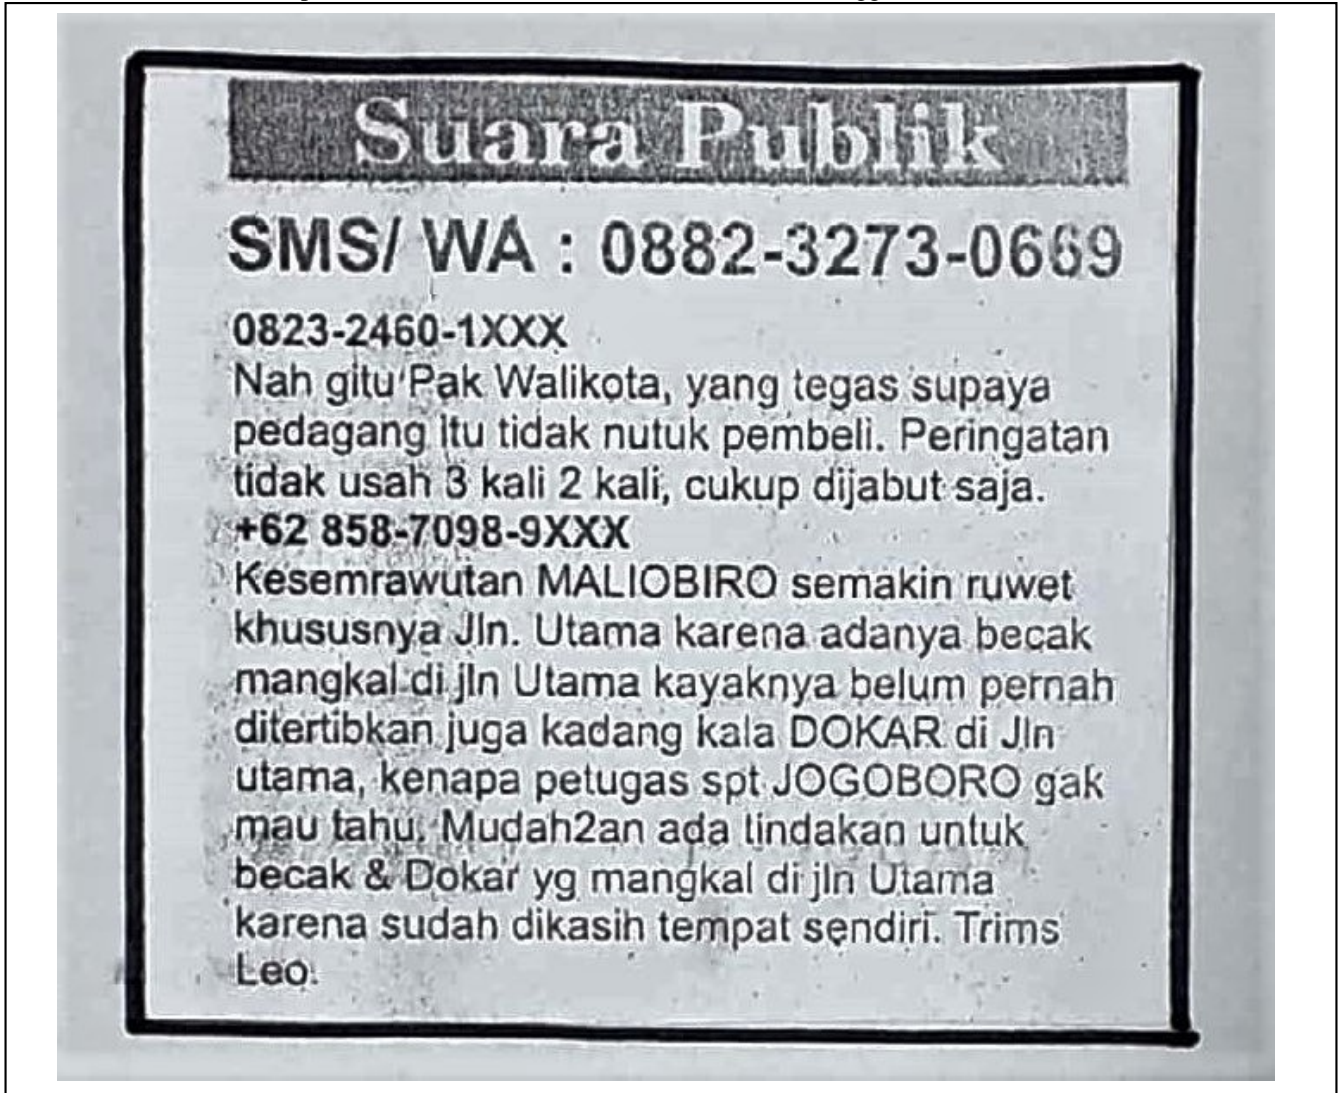 Suara Publik
SMS/ WA : 0882-3273-0669
0823-2460-1XXX
Nah gitu Pak Walikota, yang tegas supaya
pedagang itu tidak nutuk pembeli. Peringatan
tidak usah 3 kali 2 kali, cukup dijabut saja.
+62 858-7098-9XXX
Kesemrawutan MALIOBIRO semakin ruwet
khususnya Jln. Utama karena adanya becak
mangkal di jln Utama kayaknya belum pernah
ditertibkan juga kadang kala DOKAR di Jln
utama, kenapa petugas spt JOGOBORO gak
mau tahu. Mudah2an ada tindakan untuk
becak & Dokar yg mangkal di jln Utama
karena sudah dikasih tempat sendiri. Trims
Leo.